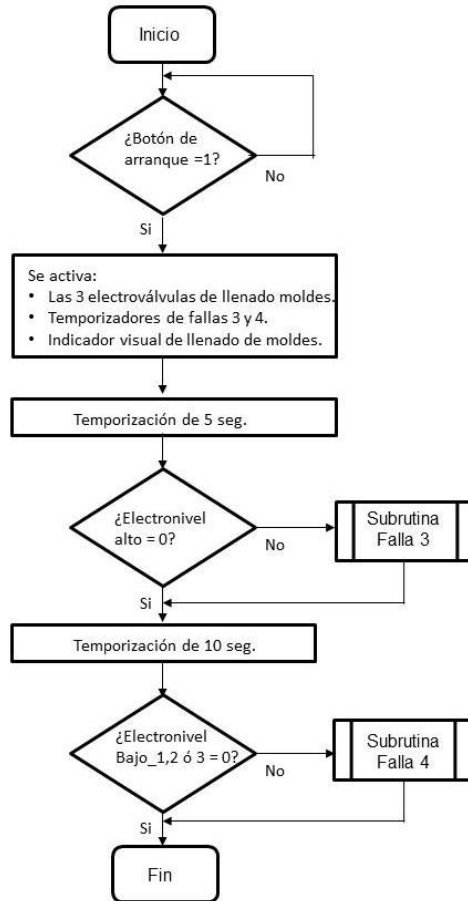 Inicio
¿Botón de
arranque =1?
No
Si
Se activa:
• Las 3 electroválvulas de llenado moldes.
• Temporizadores de fallas 3 y 4.
• Indicador visual de llenado de moldes.
Temporización de 5 seg.
¿Electronivel
alto = 0?
No
Subrutina
Falla 3
Si
Temporización de 10 seg.
¿Electronivel
Bajo_1,2 ó 3 = 0?
No
Subrutina
Falla 4
Si
Fin